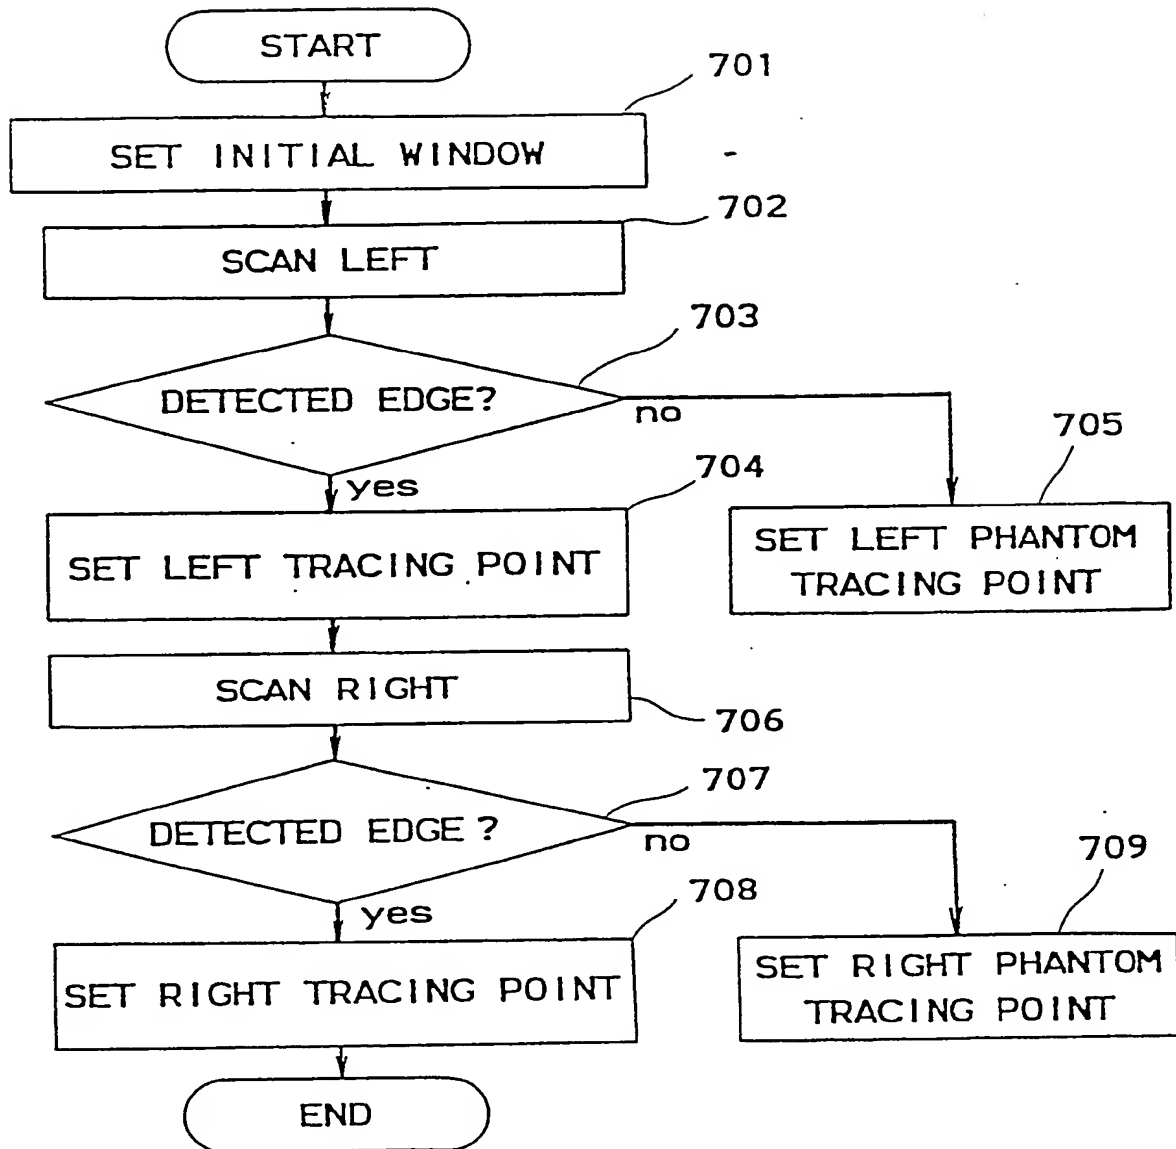 START
701
SET INITIAL WINDOW
702
SCAN LEFT
703
DETECTED EDGE?
no
705
yes
704
SET LEFT TRACING POINT
SET LEFT PHANTOM
TRACING POINT
SCAN RIGHT
706
707
DETECTED EDGE?
no
709
yes
708
SET RIGHT TRACING POINT
SET RIGHT PHANTOM
TRACING POINT
END